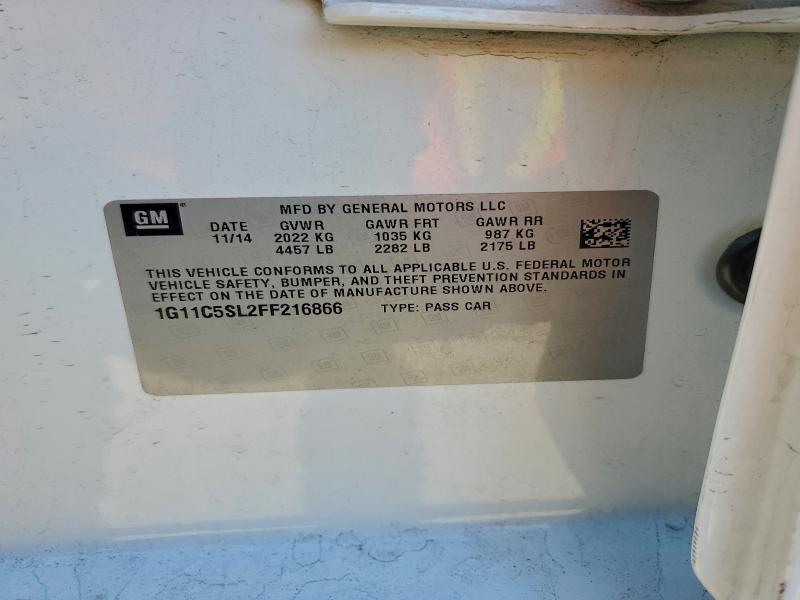 GM
MFD BY GENERAL MOTORS LLC
DATE GVWR GAWR FRT GAWR RR
11/14 2022 KG 1035 KG 987 KG
4457 LB 2282 LB 2175 LB
THIS VEHICLE CONFORMS TO ALL APPLICABLE U.S. FEDERAL MOTOR
VEHICLE SAFETY, BUMPER, AND THEFT PREVENTION STANDARDS IN
EFFECT ON THE DATE OF MANUFACTURE SHOWN ABOVE.
1G11C5SL2FF216866 TYPE: PASS CAR